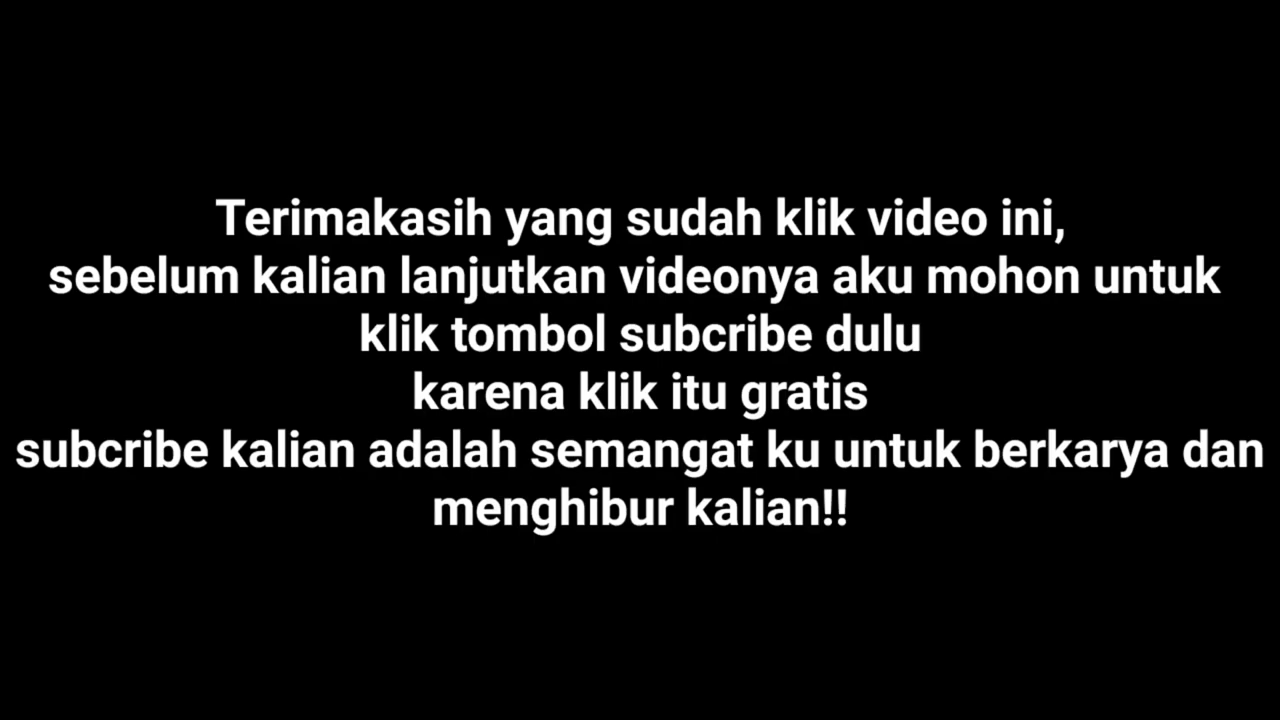 Terimakasih yang sudah klik video ini,
sebelum kalian lanjutkan videonya aku mohon untuk
klik tombol subcribe dulu
karena klik itu gratis
subcribe kalian adalah semangat ku untuk berkarya dan
menghibur kalian!!